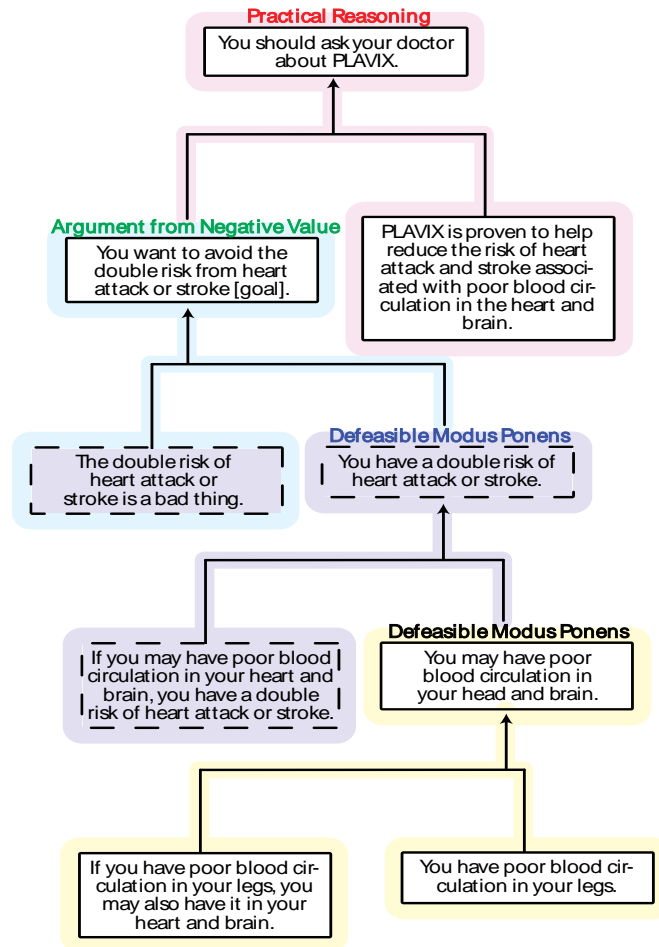 Practical Reasoning
You should ask your doctor
about PLAVIX.
Argument from Negative Value
You want to avoid the
double risk from heart
attack or stroke [goal].
PLAVIX is proven to help
reduce the risk of heart
attack and stroke associ-
ated with poor blood cir-
culation in the heart and
brain.
The double risk of
heart attack or
stroke is a bad thing.
Defeasible Modus Ponens
You have a double risk of
heart attack or stroke.
If you may have poor blood
circulation in your heart and
brain, you have a double
risk of heart attack or stroke.
Defeasible Modus Ponens
You may have poor
blood circulation in
your head and brain.
If you have poor blood cir-
culation in your legs, you
may also have it in your
heart and brain.
You have poor blood cir-
culation in your legs.